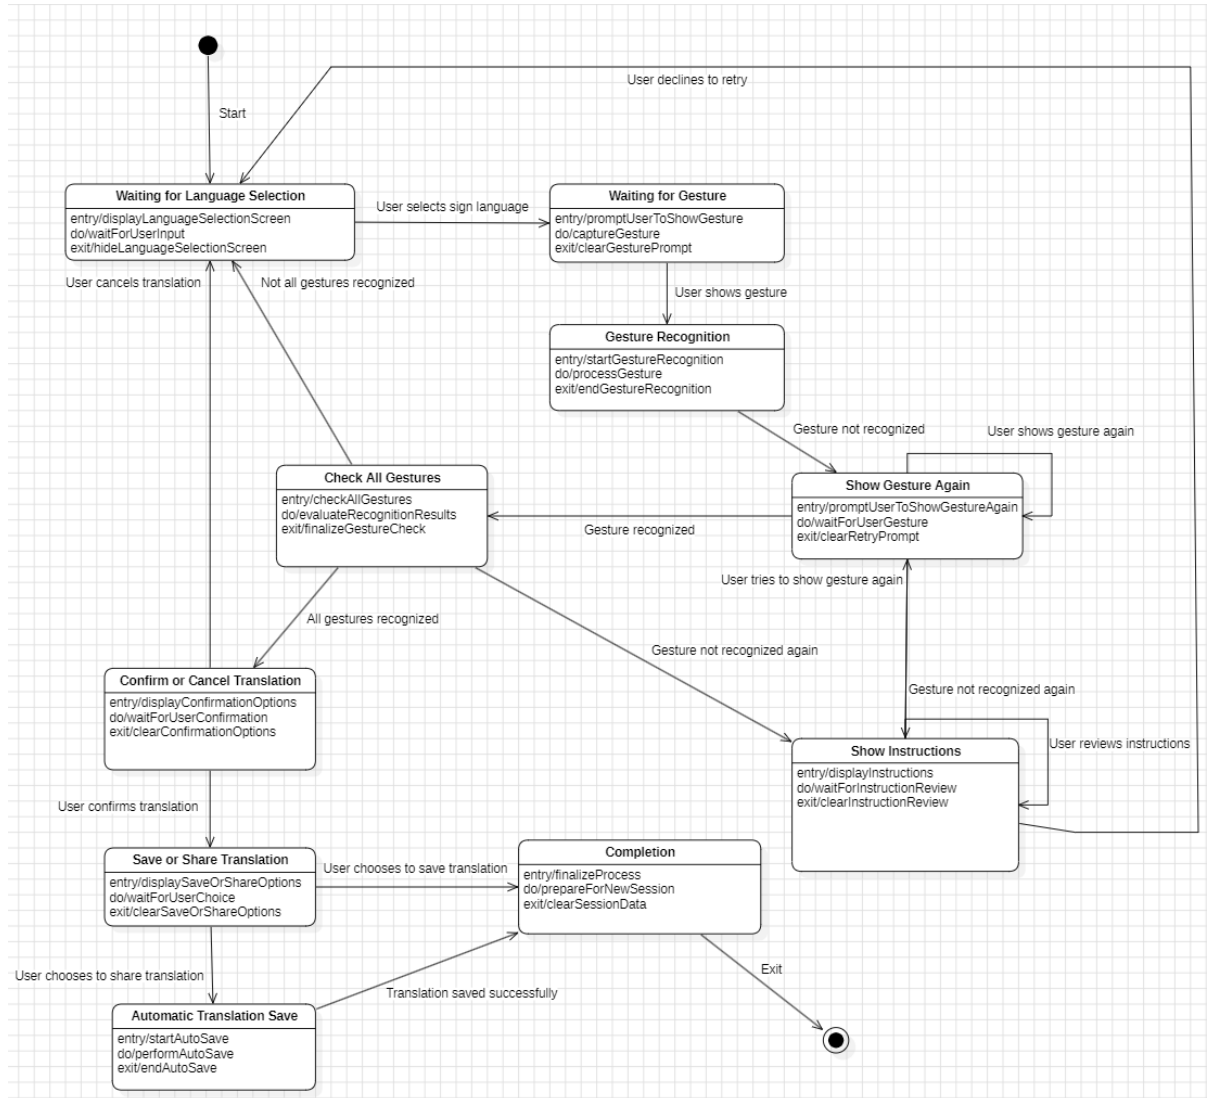 User declines to retry
Start
Waiting for Language Selection
entry/displayLanguageSelectionScreen
do/waitForUserInput
exit/hideLanguageSelectionScreen
User selects sign language
Waiting for Gesture
entry/promptUserToShowGesture
do/captureGesture
exit/clearGesturePrompt
User cancels translation
Not all gestures recognized
User shows gesture
Gesture Recognition
entry/startGestureRecognition
do/processGesture
exit/endGestureRecognition
Gesture not recognized
User shows gesture again
Check All Gestures
entry/checkAllGestures
do/evaluateRecognitionResults
exit/finalizeGestureCheck
Show Gesture Again
entry/promptUserToShowGestureAgain
do/waitForUserGesture
exit/clearRetryPrompt
Gesture recognized
User tries to show gesture again
All gestures recognized
Gesture not recognized again
Gesture not recognized again
Confirm or Cancel Translation
entry/displayConfirmationOptions
do/waitForUserConfirmation
exit/clearConfirmationOptions
User reviews instructions
Show Instructions
entry/displayInstructions
do/waitForInstructionReview
exit/clearInstructionReview
User confirms translation
Save or Share Translation
entry/displaySaveOrShareOptions
do/waitForUserChoice
exit/clearSaveOrShareOptions
User chooses to save translation
Completion
entry/finalizeProcess
do/prepareForNewSession
exit/clearSessionData
User chooses to share translation
Exit
Translation saved successfully
Automatic Translation Save
entry/startAutoSave
do/performAutoSave
exit/endAutoSave